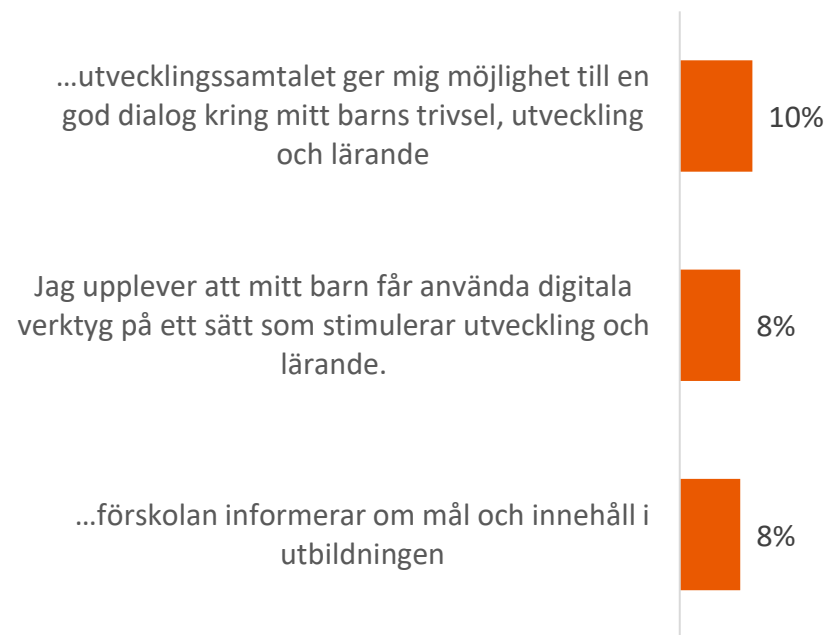 …utvecklingssamtalet ger mig möjlighet till en
god dialog kring mitt barns trivsel, utveckling
och lärande
10%
Jag upplever att mitt barn får använda digitala
verktyg på ett sätt som stimulerar utveckling och
lärande.
8%
…förskolan informerar om mål och innehåll i
utbildningen
8%